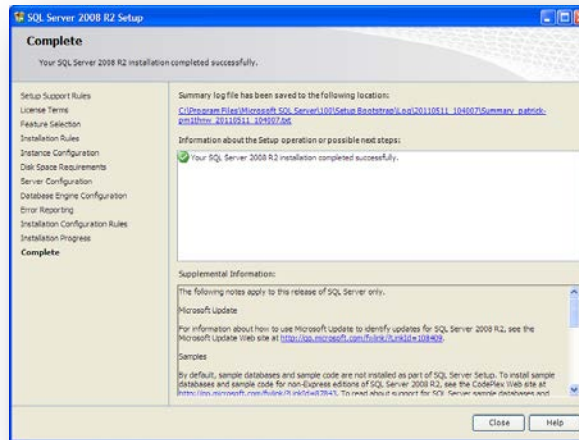 SQL Server 2008 R2 Setup
Complete
Your SQL Server 2008 R2 installation completed successfully.
Setup Support Rules
License Terms
Feature Selection
Installation Rules
Instance Configuration
Disk Space Requirements
Server Configuration
Database Engine Configuration
Error Reporting
Installation Configuration Rules
Installation Progress
Complete
Summary log file has been saved to the following location:
C:\Program Files\Microsoft SQL Server\100\Setup Bootstrap\Log\20110511_104007\Summary_patrick-
pm1thnw_20110511_104007.txt
Information about the Setup operation or possible next steps:
Your SQL Server 2008 R2 installation completed successfully.
Supplemental Information:
The following notes apply to this release of SQL Server only.
Microsoft Update
For information about how to use Microsoft Update to identify updates for SQL Server 2008 R2, see the
Microsoft Update Web site at http://go.microsoft.com/fwlink/?LinkId=108409.
Samples
By default, sample databases and sample code are not installed as part of SQL Server Setup. To install sample
databases and sample code for non-Express editions of SQL Server 2008 R2, see the CodePlex Web site at
http://go.microsoft.com/fwlink/?LinkId=87843. To read about support for SQL Server sample databases and
Close
Help